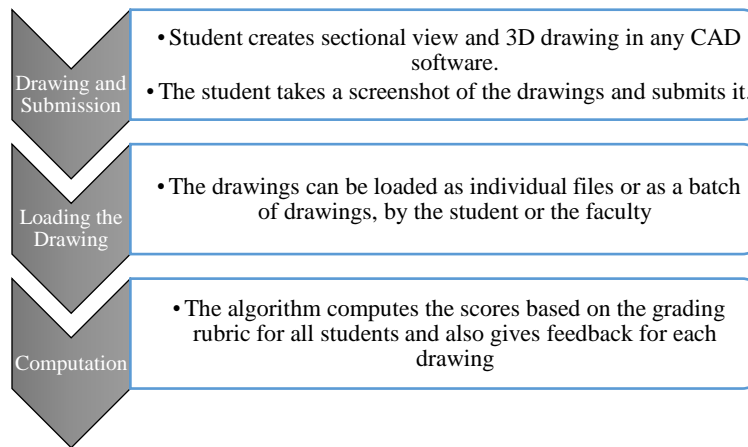 Drawing and
Submission
• Student creates sectional view and 3D drawing in any CAD
software.
• The student takes a screenshot of the drawings and submits it.
Loading the
Drawing
• The drawings can be loaded as individual files or as a batch
of drawings, by the student or the faculty
Computation
• The algorithm computes the scores based on the grading
rubric for all students and also gives feedback for each
drawing